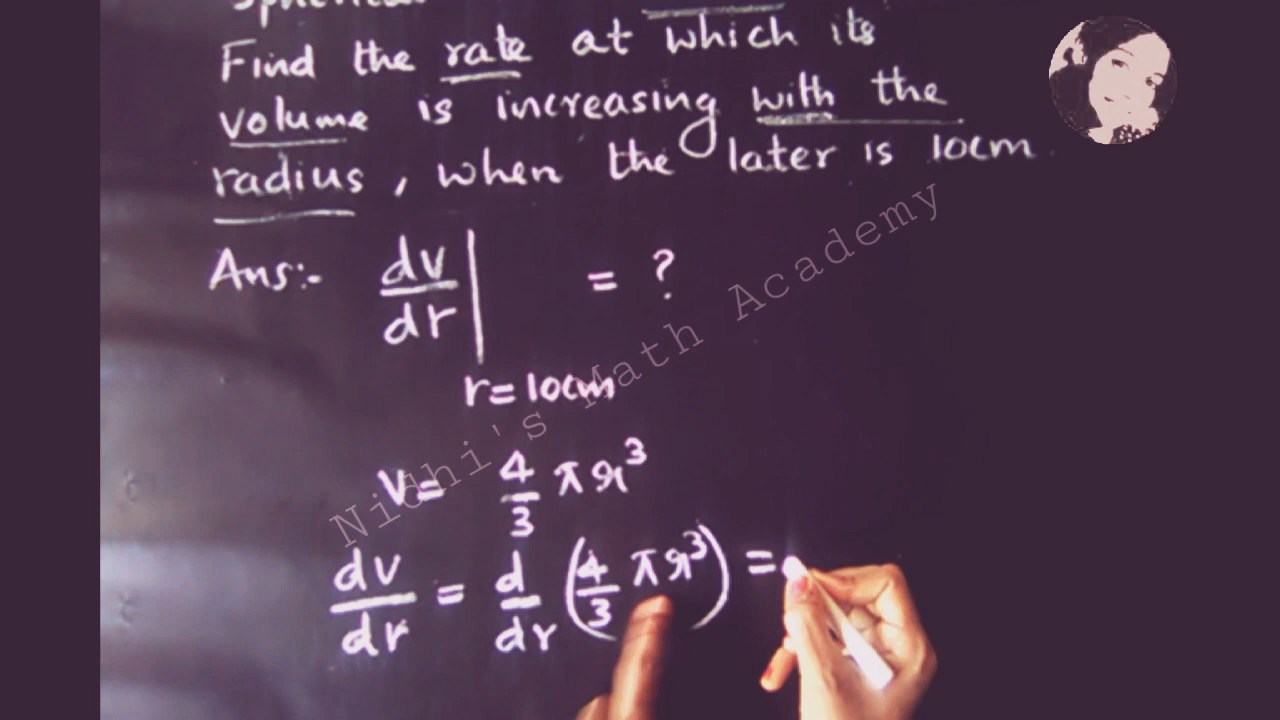 Spherical
Find the rate at which its
volume is increasing with the
radius, when the later is 10cm
Ans:- dv/dr | = ?
r=10cm
V= 4/3 πr³
dv/dr = d/dr (4/3 πr³) =
Nidhi's Math Academy